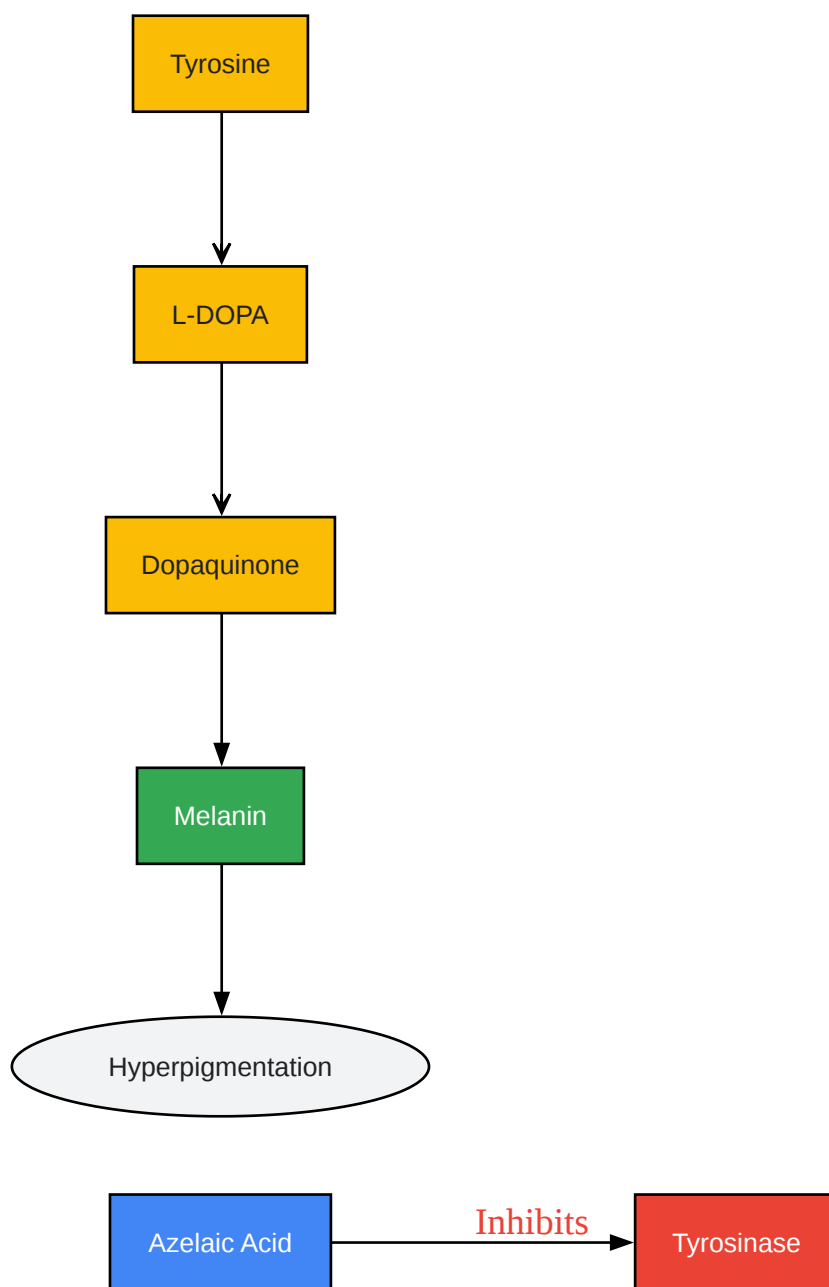 Tyrosine
L-DOPA
Dopaquinone
Melanin
Hyperpigmentation
Azelaic Acid
Inhibits
Tyrosinase